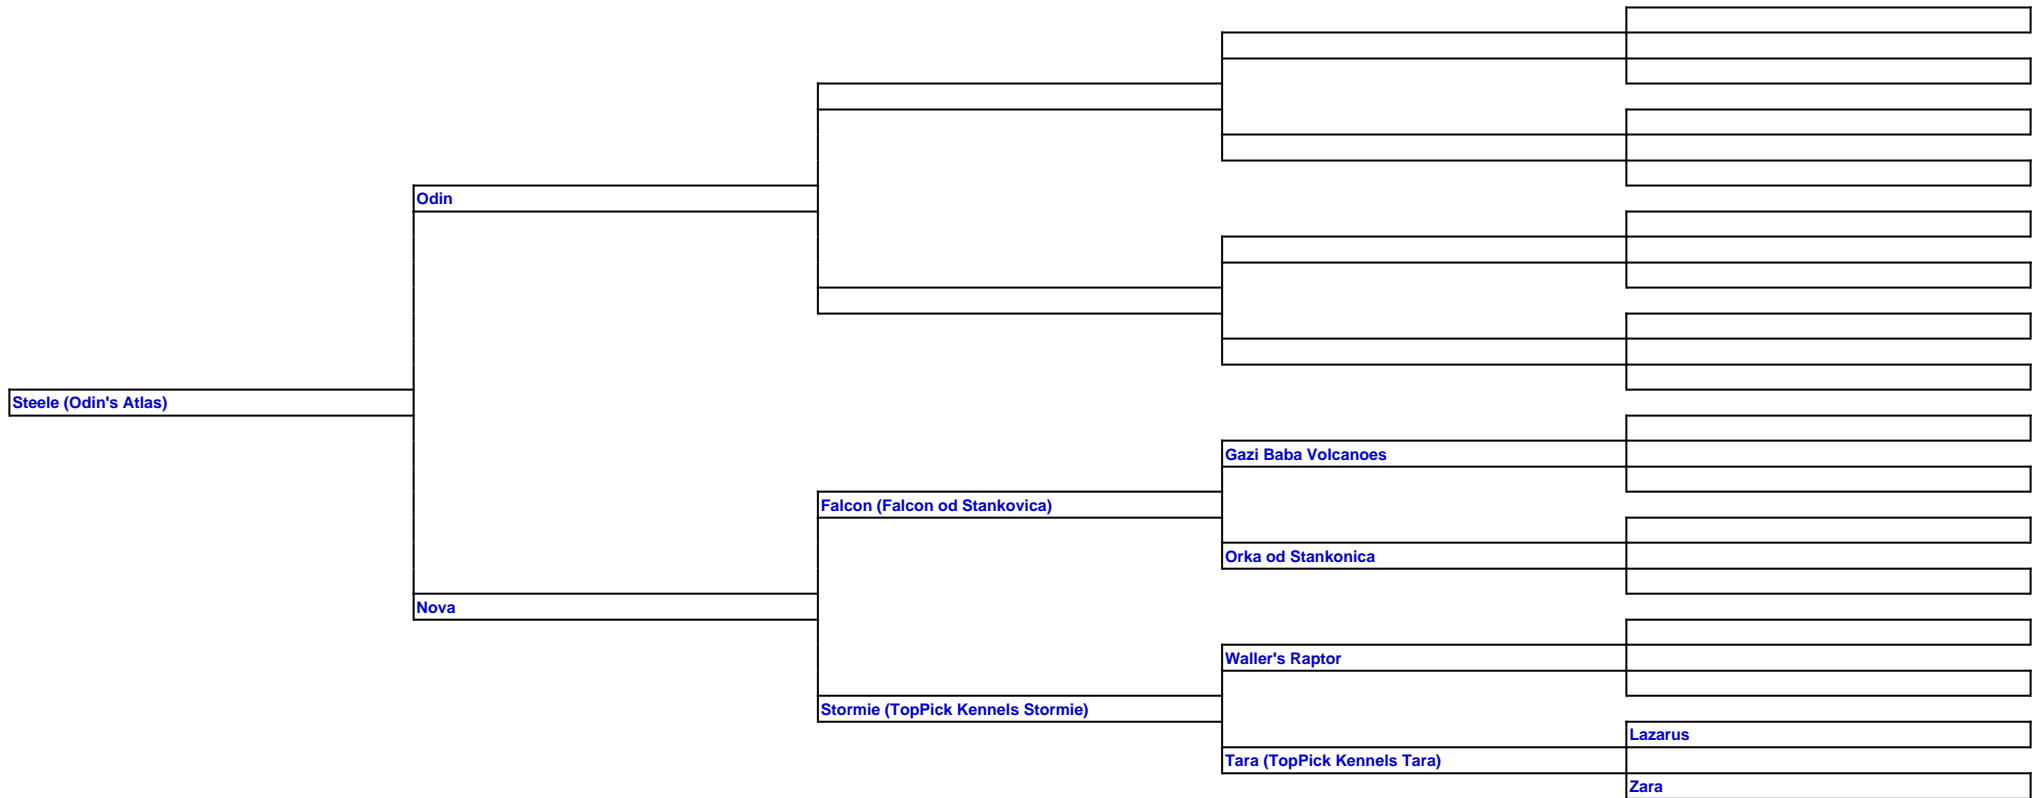 Odin
Steele (Odin's Atlas)
Gazi Baba Volcanoes
Falcon (Falcon od Stankovica)
Orka od Stankonica
Nova
Waller's Raptor
Stormie (TopPick Kennels Stormie)
Lazarus
Tara (TopPick Kennels Tara)
Zara